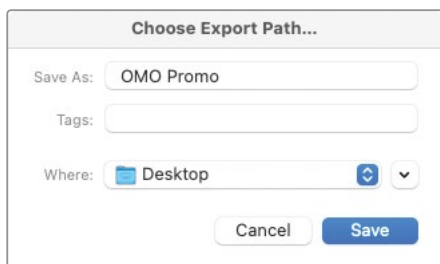 Choose Export Path...
Save As: OMO Promo
Tags:
Where: Desktop
Cancel Save